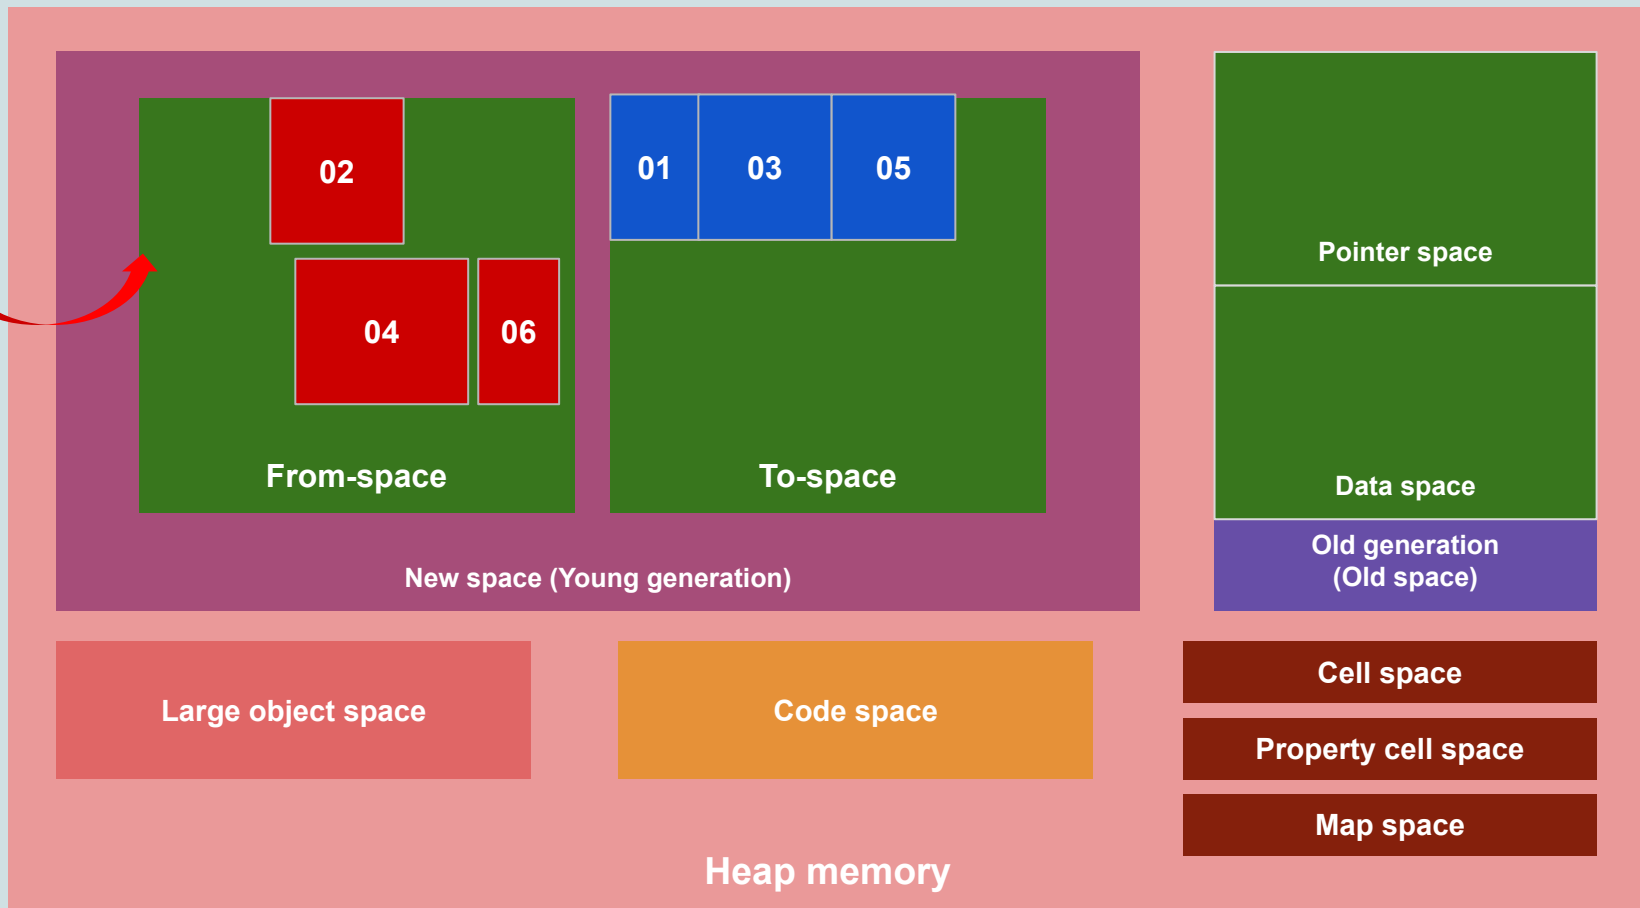 02
01
03
05
04
06
From-space
To-space
New space (Young generation)
Pointer space
Data space
Old generation
(Old space)
Large object space
Code space
Cell space
Property cell space
Map space
Heap memory